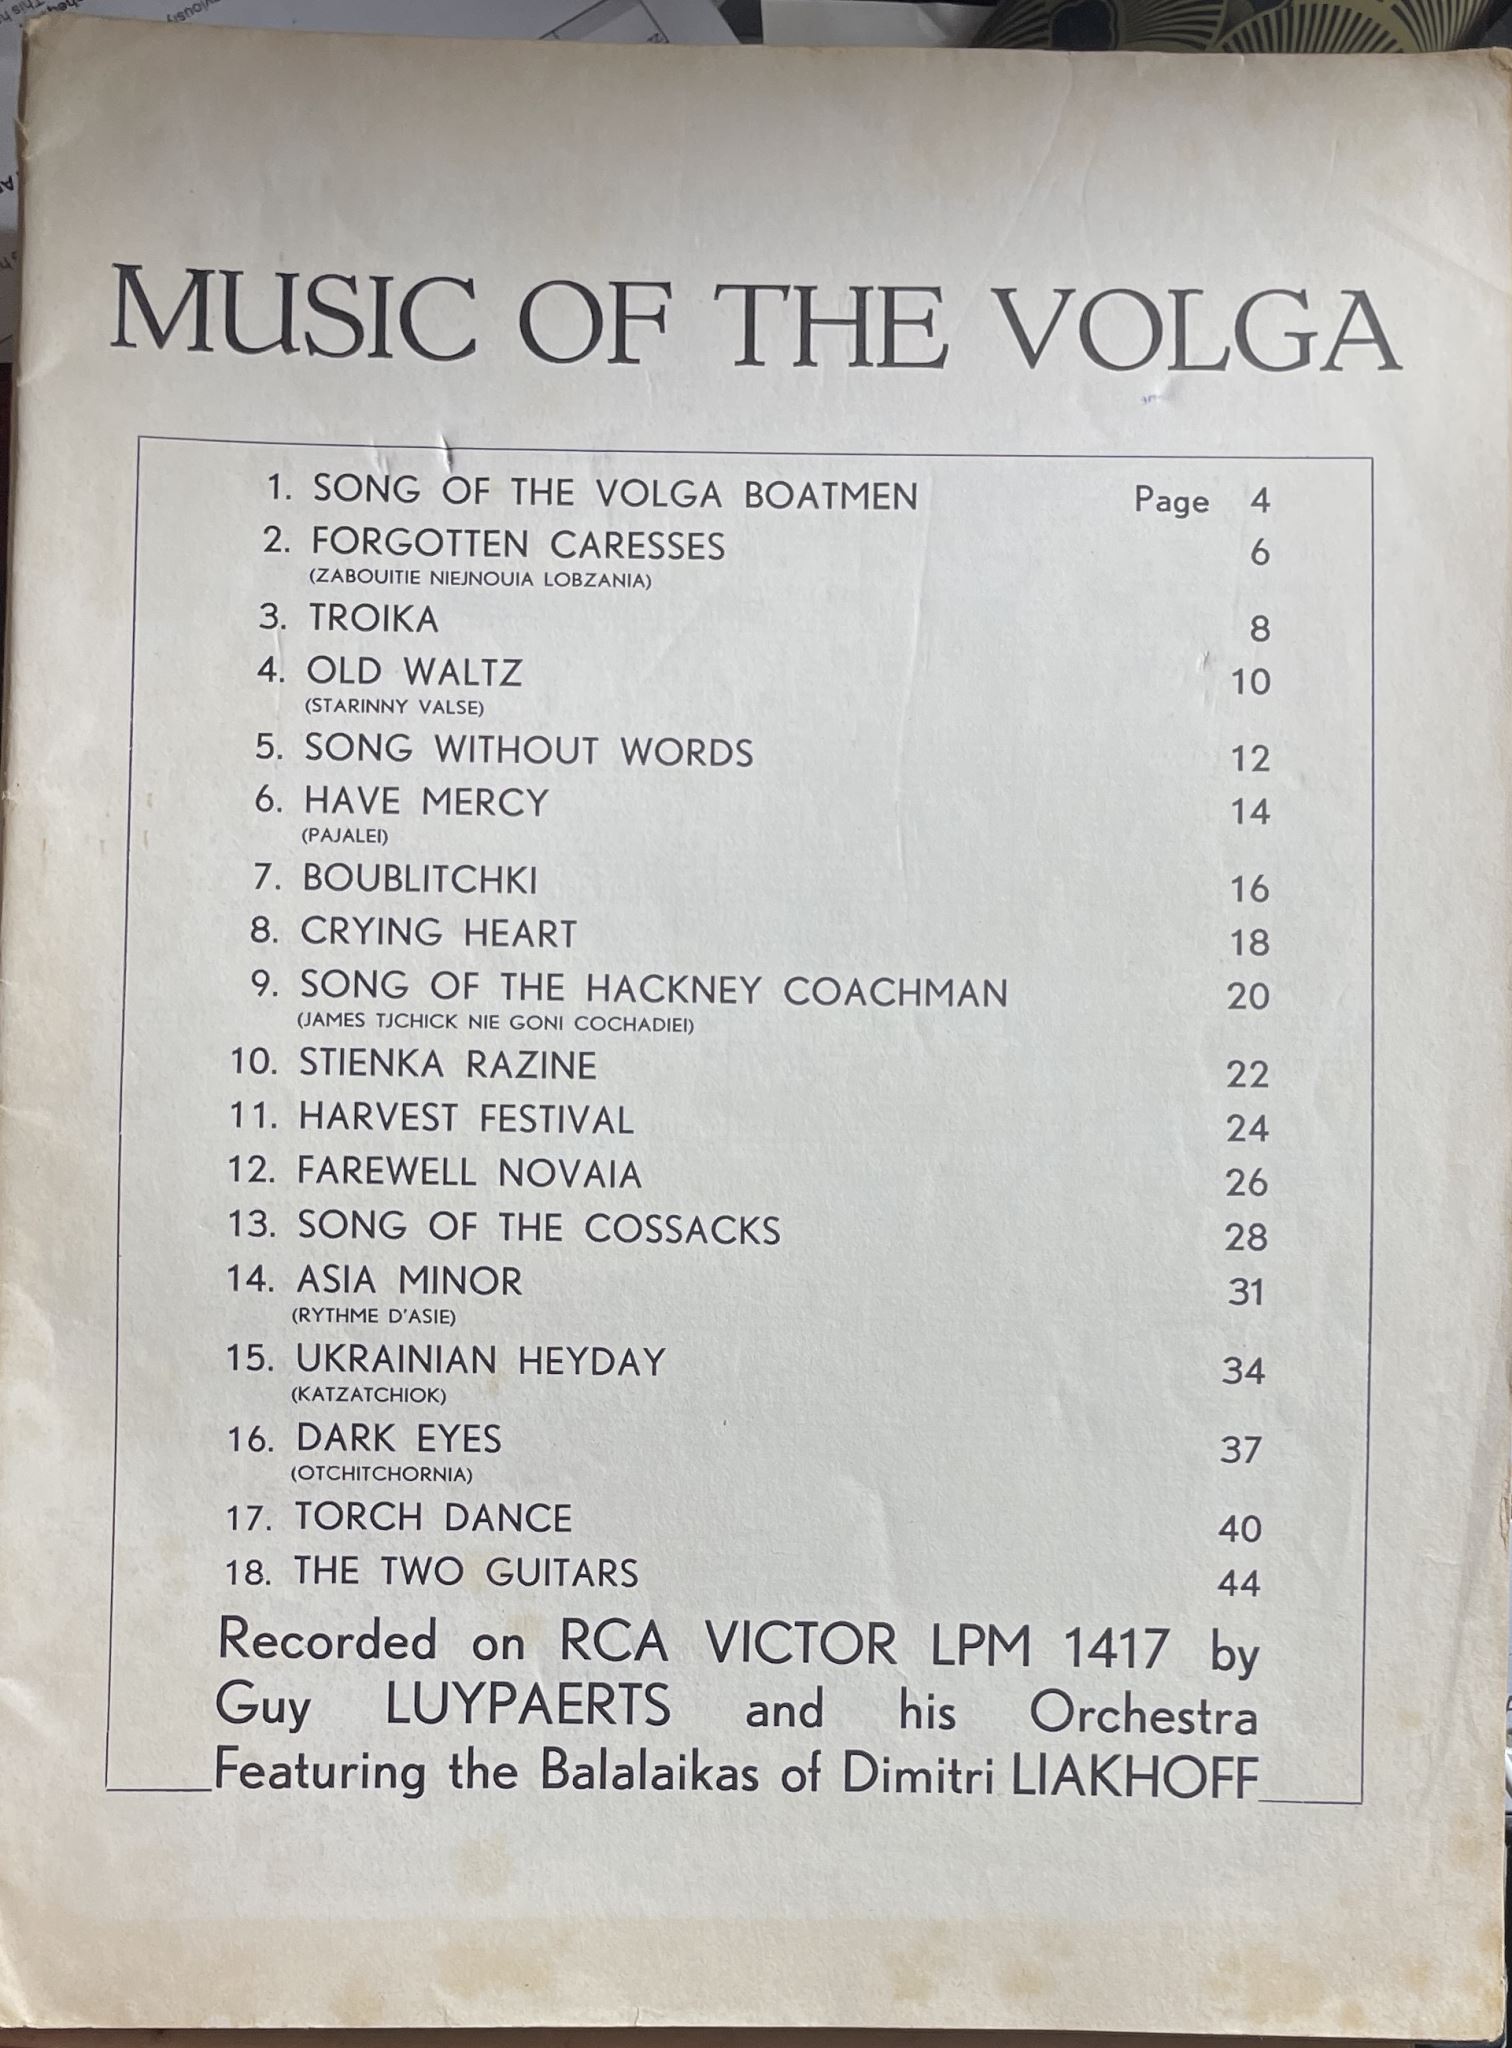 MUSIC OF THE VOLGA
1. SONG OF THE VOLGA BOATMEN Page 4
2. FORGOTTEN CARESSES 6
(ZABOUITIE NIEJNOUIA LOBZANIA)
3. TROIKA 8
4. OLD WALTZ 10
(STARINNY VALSE)
5. SONG WITHOUT WORDS 12
6. HAVE MERCY 14
(PAJALEI)
7. BOUBLITCHKI 16
8. CRYING HEART 18
9. SONG OF THE HACKNEY COACHMAN 20
(JAMES TJCHICK NIE GONI COCHADIEI)
10. STIENKA RAZINE 22
11. HARVEST FESTIVAL 24
12. FAREWELL NOVAIA 26
13. SONG OF THE COSSACKS 28
14. ASIA MINOR 31
(RYTHME D'ASIE)
15. UKRAINIAN HEYDAY 34
(KATZATCHIOK)
16. DARK EYES 37
(OTCHITCHORNIA)
17. TORCH DANCE 40
18. THE TWO GUITARS 44
Recorded on RCA VICTOR LPM 1417 by
Guy LUYPAERTS and his Orchestra
Featuring the Balalaikas of Dimitri LIAKHOFF